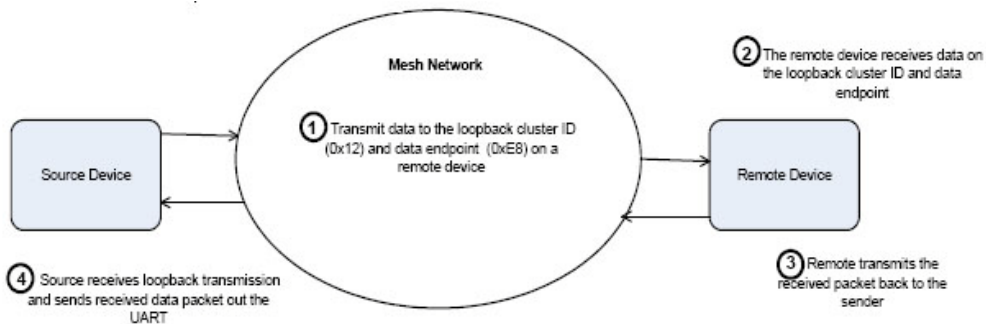 Mesh Network
1 Transmit data to the loopback cluster ID
(0x12) and data endpoint (0xE8) on a
remote device
2 The remote device receives data on
the loopback cluster ID and data
endpoint
Source Device
Remote Device
4 Source receives loopback transmission
and sends received data packet out the
UART
3 Remote transmits the
received packet back to the
sender